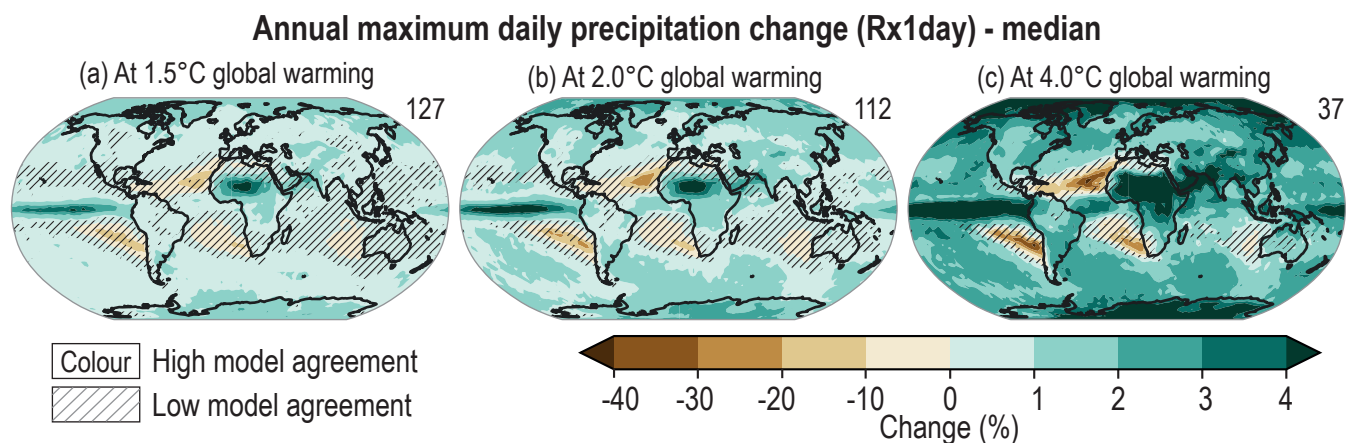 Annual maximum daily precipitation change (Rx1day) - median
(a) At 1.5°C global warming
127
(b) At 2.0°C global warming
112
(c) At 4.0°C global warming
37
Colour High model agreement
Low model agreement
-40 -30 -20 -10 0 1 2 3 4
Change (%)